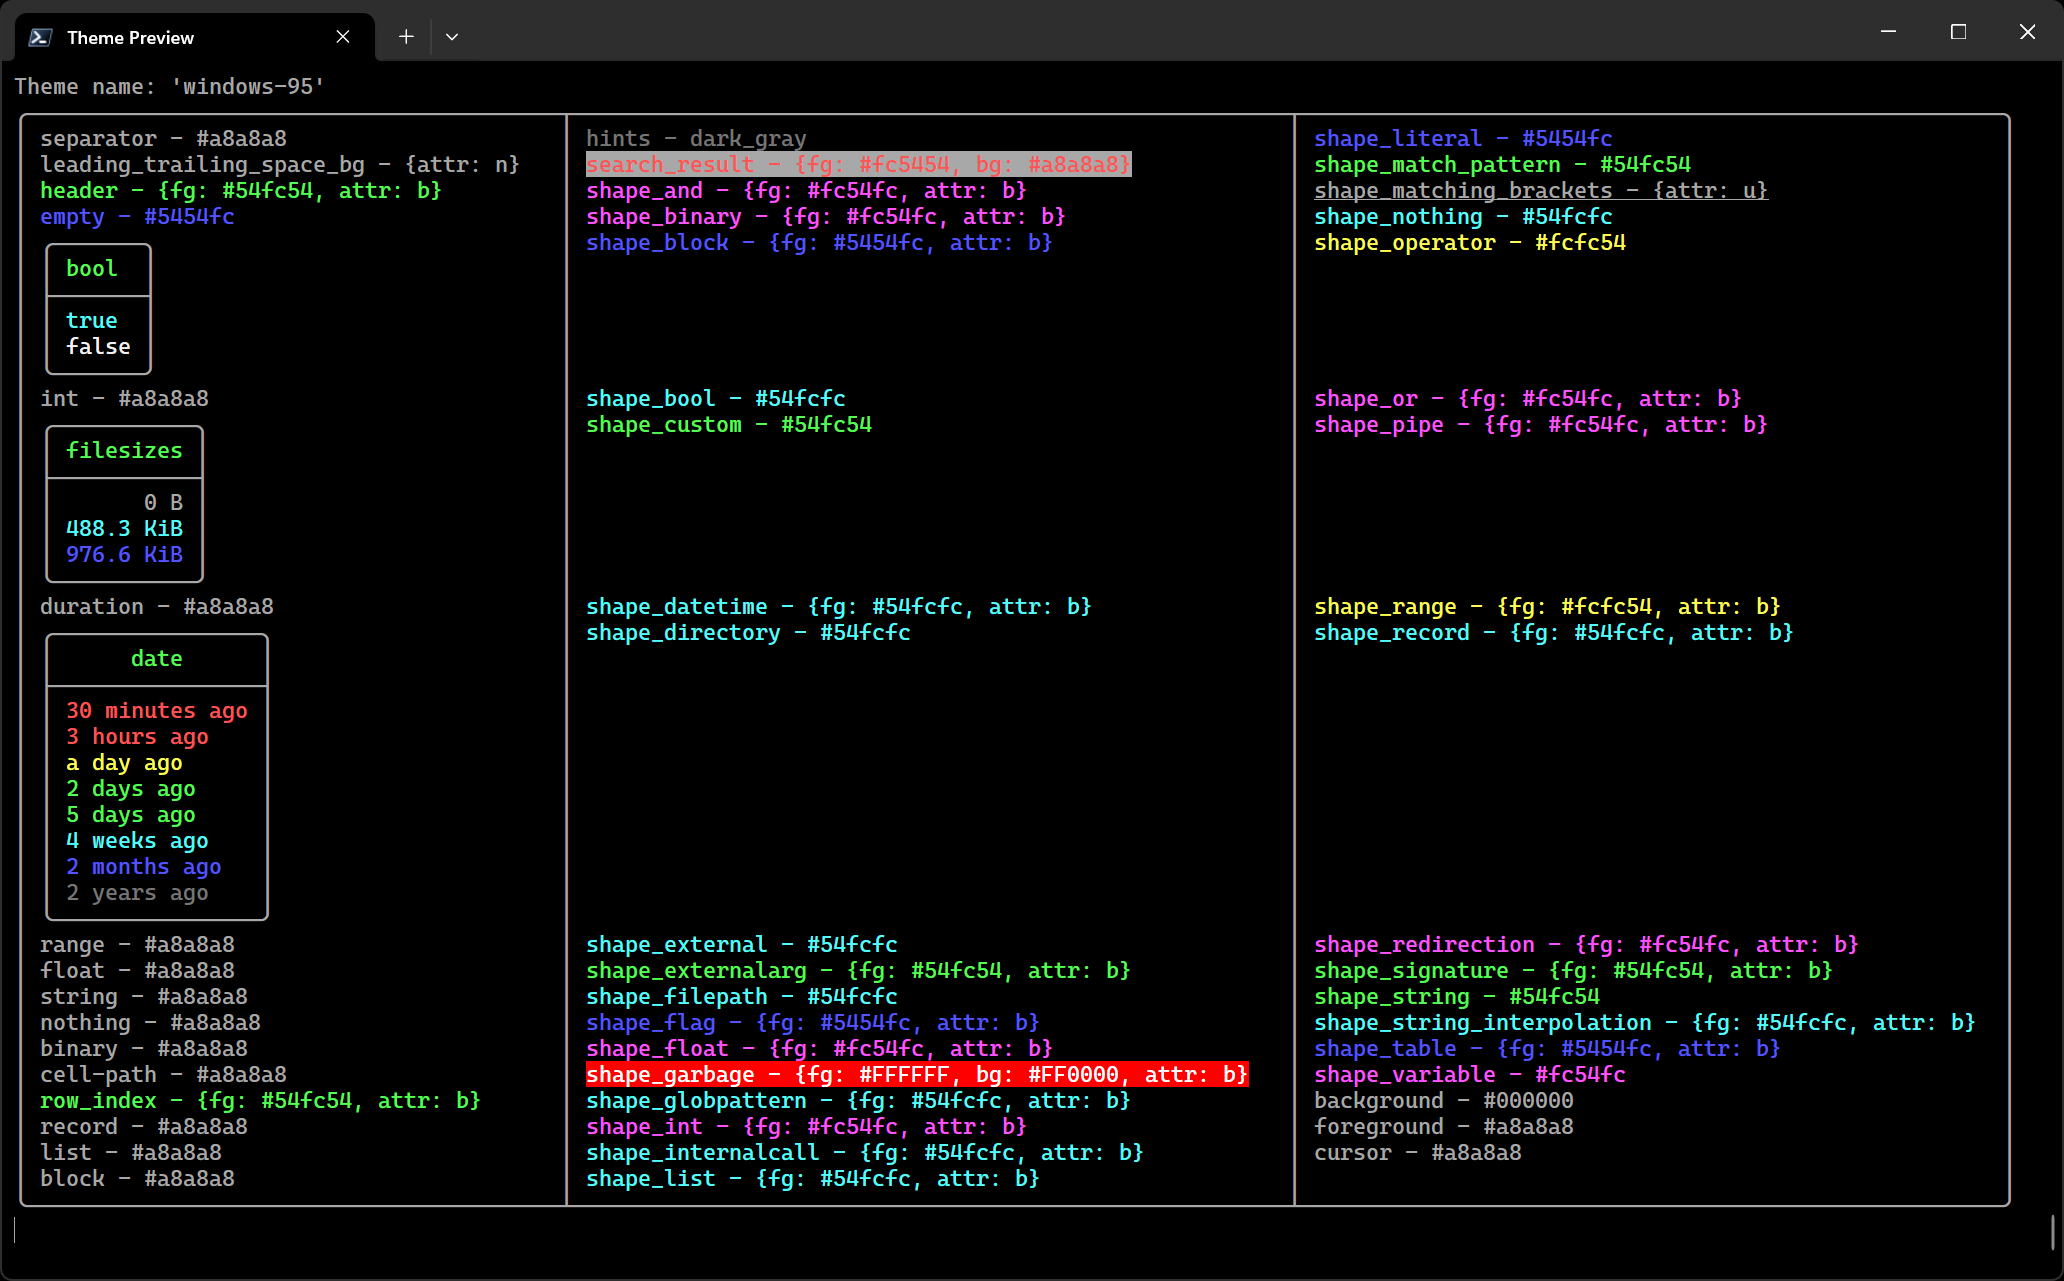 Theme Preview
Theme name: 'windows-95'
separator - #a8a8a8
leading_trailing_space_bg - {attr: n}
header - {fg: #54fc54, attr: b}
empty - #5454fc
bool
true
false
int - #a8a8a8
filesizes
0 B
488.3 KiB
976.6 KiB
duration - #a8a8a8
date
30 minutes ago
3 hours ago
a day ago
2 days ago
5 days ago
4 weeks ago
2 months ago
2 years ago
range - #a8a8a8
float - #a8a8a8
string - #a8a8a8
nothing - #a8a8a8
binary - #a8a8a8
cell-path - #a8a8a8
row_index - {fg: #54fc54, attr: b}
record - #a8a8a8
list - #a8a8a8
block - #a8a8a8
hints - dark_gray
search_result - {fg: #fc5454, bg: #a8a8a8}
shape_and - {fg: #fc54fc, attr: b}
shape_binary - {fg: #fc54fc, attr: b}
shape_block - {fg: #5454fc, attr: b}
shape_bool - #54fcfc
shape_custom - #54fc54
shape_datetime - {fg: #54fcfc, attr: b}
shape_directory - #54fcfc
shape_external - #54fcfc
shape_externalarg - {fg: #54fc54, attr: b}
shape_filepath - #54fcfc
shape_flag - {fg: #5454fc, attr: b}
shape_float - {fg: #fc54fc, attr: b}
shape_garbage - {fg: #FFFFFF, bg: #FF0000, attr: b}
shape_globpattern - {fg: #54fcfc, attr: b}
shape_int - {fg: #fc54fc, attr: b}
shape_internalcall - {fg: #54fcfc, attr: b}
shape_list - {fg: #54fcfc, attr: b}
shape_literal - #5454fc
shape_match_pattern - #54fc54
shape_matching_brackets - {attr: u}
shape_nothing - #54fcfc
shape_operator - #fcfc54
shape_or - {fg: #fc54fc, attr: b}
shape_pipe - {fg: #fc54fc, attr: b}
shape_range - {fg: #fcfc54, attr: b}
shape_record - {fg: #54fcfc, attr: b}
shape_redirection - {fg: #fc54fc, attr: b}
shape_signature - {fg: #54fc54, attr: b}
shape_string - #54fc54
shape_string_interpolation - {fg: #54fcfc, attr: b}
shape_table - {fg: #5454fc, attr: b}
shape_variable - #fc54fc
background - #000000
foreground - #a8a8a8
cursor - #a8a8a8